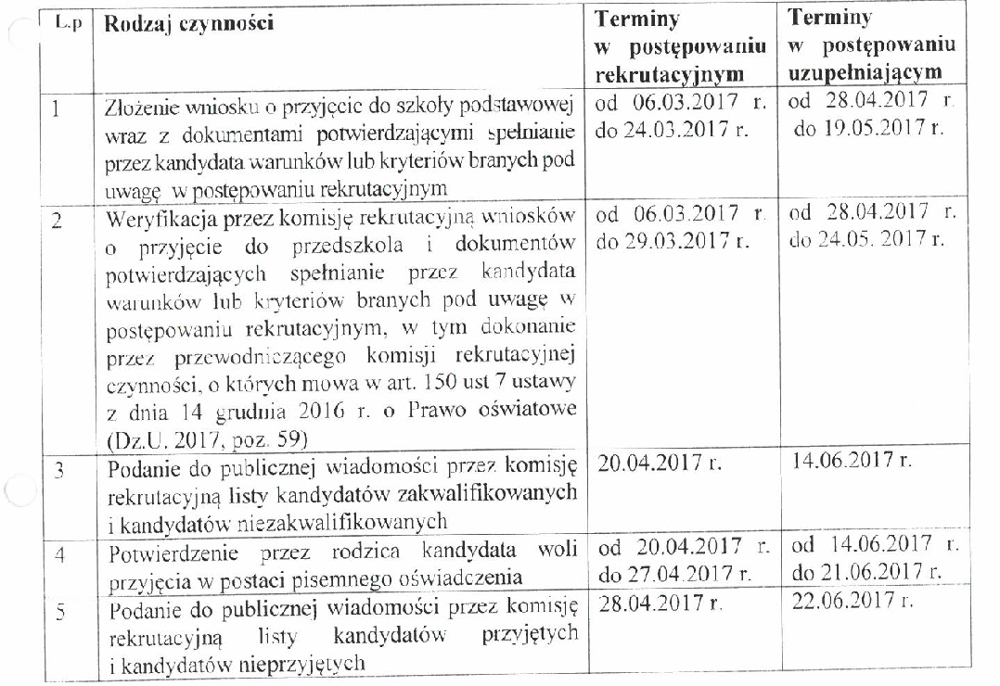 L.p
Rodzaj czynności
Terminy
w postępowaniu
rekrutacyjnym
Terminy
w postępowaniu
uzupełniającym
1
Złożenie wniosku o przyjęcie do szkoły podstawowej
wraz z dokumentami potwierdzającymi spełnianie
przez kandydata warunków lub kryteriów branych pod
uwagę w postępowaniu rekrutacyjnym
od 06.03.2017 r.
do 24.03.2017 r.
od 28.04.2017 r.
do 19.05.2017 r.
2
Weryfikacja przez komisję rekrutacyjną wniosków
o przyjęcie do przedszkola i dokumentów
potwierdzających spełnianie przez kandydata
warunków lub kryteriów branych pod uwagę w
postępowaniu rekrutacyjnym, w tym dokonanie
przez przewodniczącego komisji rekrutacyjnej
czynności, o których mowa w art. 150 ust 7 ustawy
z dnia 14 grudnia 2016 r. o Prawo oświatowe
(Dz.U. 2017, poz. 59)
od 06.03.2017 r.
do 29.03.2017 r.
od 28.04.2017 r.
do 24.05. 2017 r.
3
Podanie do publicznej wiadomości przez komisję
rekrutacyjną listy kandydatów zakwalifikowanych
i kandydatów niezakwalifikowanych
20.04.2017 r.
14.06.2017 r.
4
Potwierdzenie przez rodzica kandydata woli
przyjęcia w postaci pisemnego oświadczenia
od 20.04.2017 r.
do 27.04.2017 r.
od 14.06.2017 r.
do 21.06.2017 r.
5
Podanie do publicznej wiadomości przez komisję
rekrutacyjną listy kandydatów przyjętych
i kandydatów nieprzyjętych
28.04.2017 r.
22.06.2017 r.